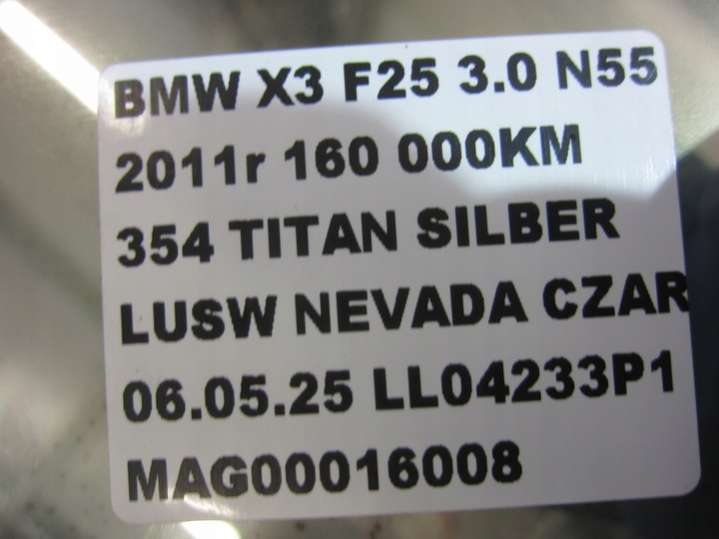 BMW X3 F25 3.0 N55
2011r 160 000KM
354 TITAN SILBER
LUSW NEVADA CZAR
06.05.25 LL04233P1
MAG00016008